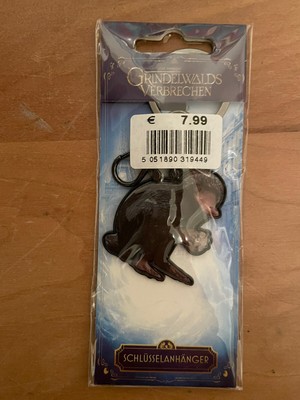 GRINDELWALDS
VERBRECHEN
€ 7.99
5 051890 319449
SCHLÜSSELANHÄNGER